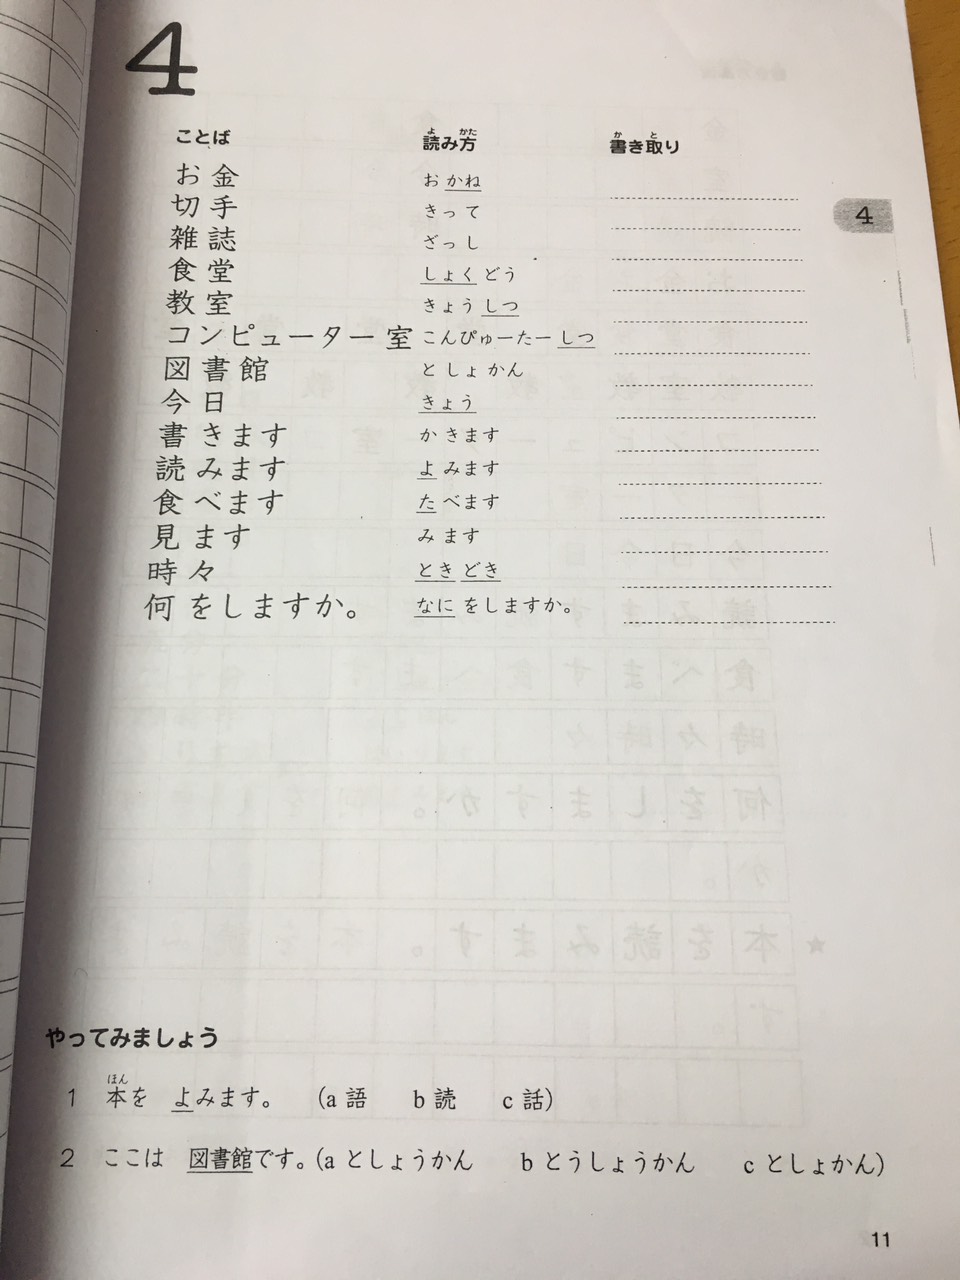 4
ことば 読み方 書き取り
よ かた か と
お金 おかね
切手 きって
雑誌 ざっし
食堂 しょくどう
4
教室 きょうしつ
コンピューター室 こんぴゅーたーしつ
図書館 としょかん
今日 きょう
書きます かきます
読みます よみます
食べます たべます
見ます みます
時々 ときどき
何をしますか。 なにをしますか。
やってみましょう
ほん
1 本を よみます。 (a 語 b 読 c 話)
2 ここは 図書館です。(a としょうかん b とうしょうかん c としょかん)
11